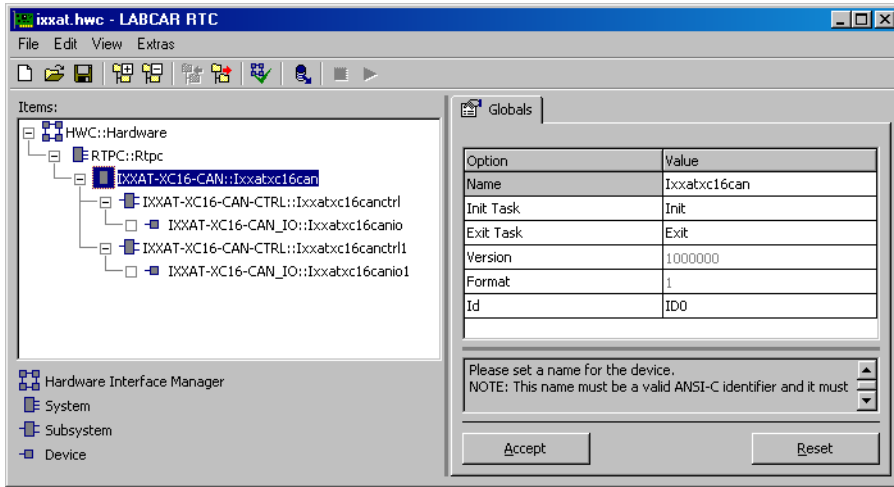 ixxat.hwc - LABCAR RTC
File Edit View Extras
Items:
HWC::Hardware
RTPC::Rtpc
IXXAT-XC16-CAN::Ixxatxc16can
IXXAT-XC16-CAN-CTRL::Ixxatxc16canctrl
IXXAT-XC16-CAN_IO::Ixxatxc16canio
IXXAT-XC16-CAN-CTRL::Ixxatxc16canctrl1
IXXAT-XC16-CAN_IO::Ixxatxc16canio1
Hardware Interface Manager
System
Subsystem
Device
Globals
Option Value
Name Ixxatxc16can
Init Task Init
Exit Task Exit
Version 1000000
Format 1
Id ID0
Please set a name for the device.
NOTE: This name must be a valid ANSI-C identifier and it must
Accept Reset